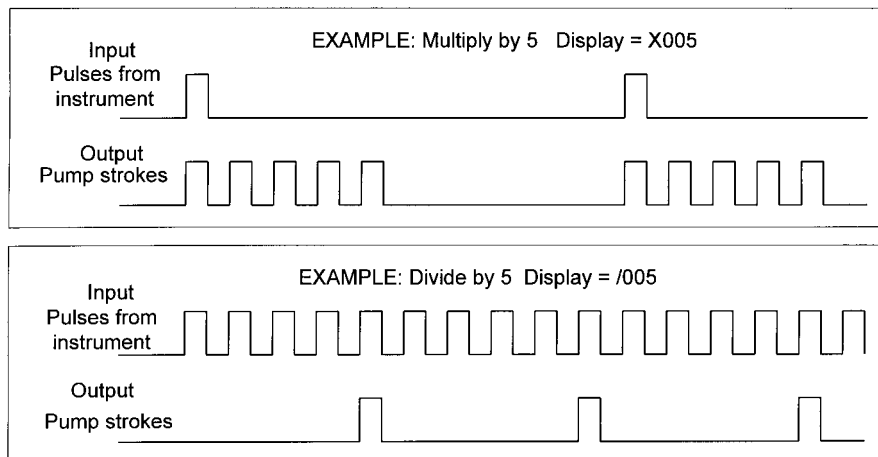 EXAMPLE: Multiply by 5 Display = X005
Input
Pulses from
instrument
Output
Pump strokes
EXAMPLE: Divide by 5 Display = /005
Input
Pulses from
instrument
Output
Pump strokes